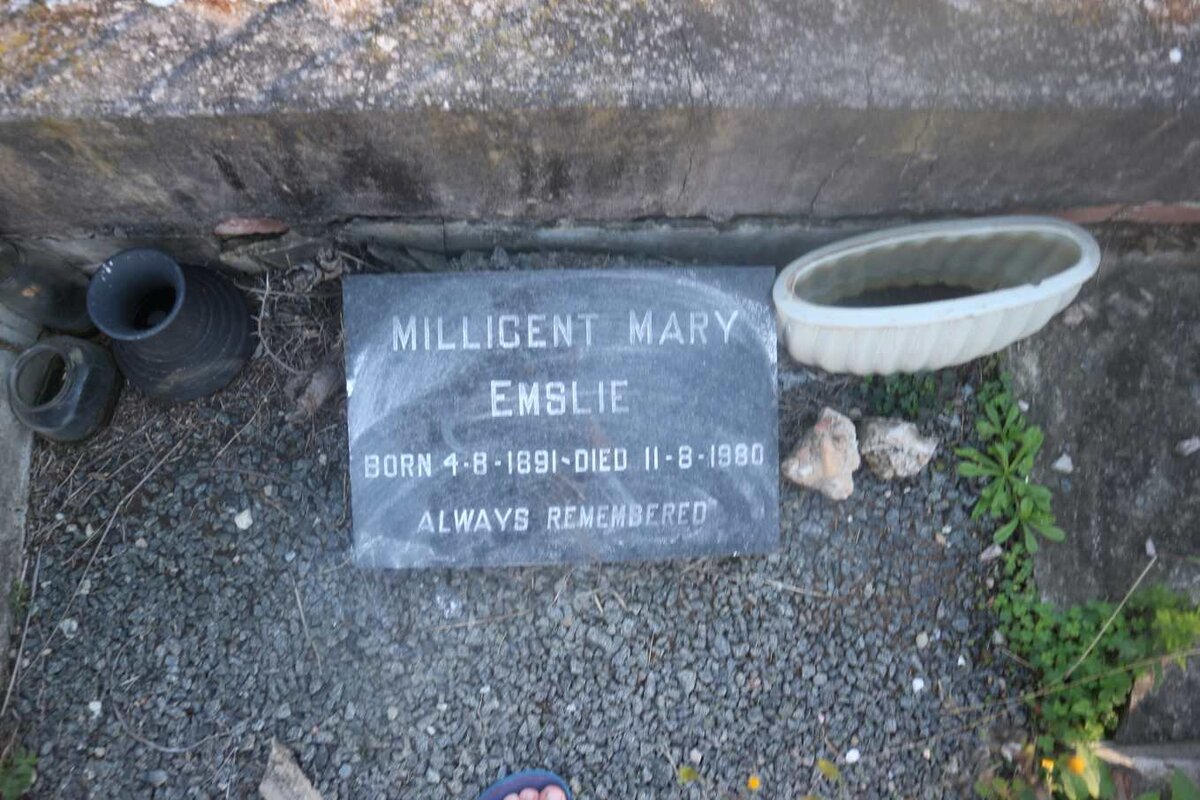 MILLICENT MARY
EMSLIE
BORN 4-8-1891~DIED 11-8-1980
ALWAYS REMEMBERED